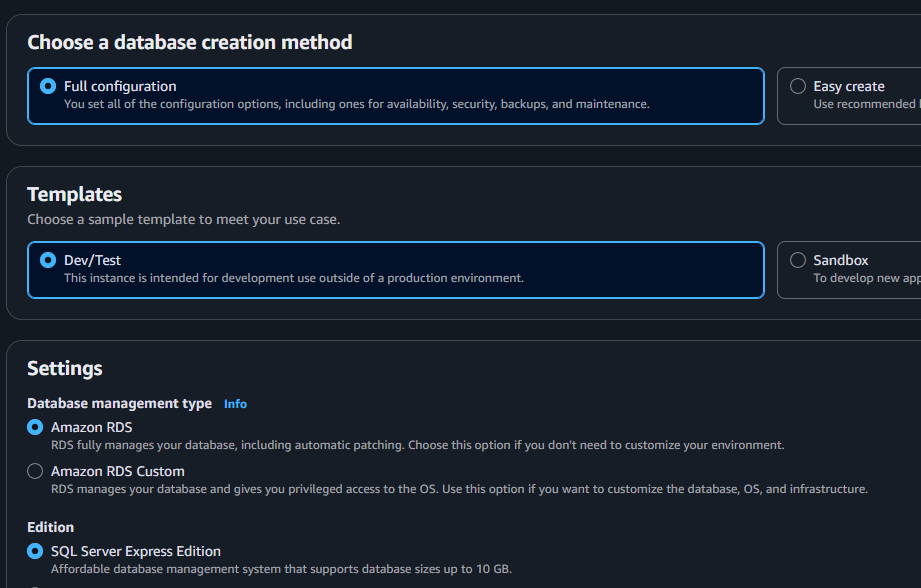 Choose a database creation method
Full configuration
You set all of the configuration options, including ones for availability, security, backups, and maintenance.
Easy create
Use recommended
Templates
Choose a sample template to meet your use case.
Dev/Test
This instance is intended for development use outside of a production environment.
Sandbox
To develop new app
Settings
Database management type Info
Amazon RDS
RDS fully manages your database, including automatic patching. Choose this option if you don't need to customize your environment.
Amazon RDS Custom
RDS manages your database and gives you privileged access to the OS. Use this option if you want to customize the database, OS, and infrastructure.
Edition
SQL Server Express Edition
Affordable database management system that supports database sizes up to 10 GB.